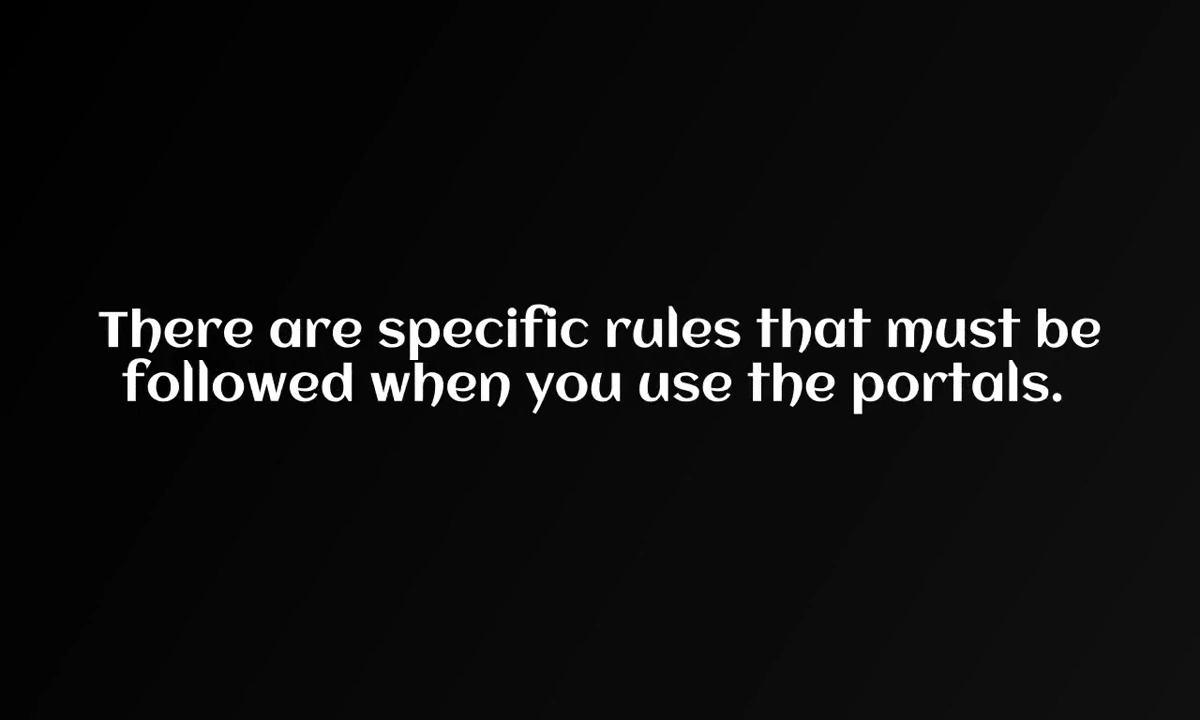 There are specific rules that must be
followed when you use the portals.